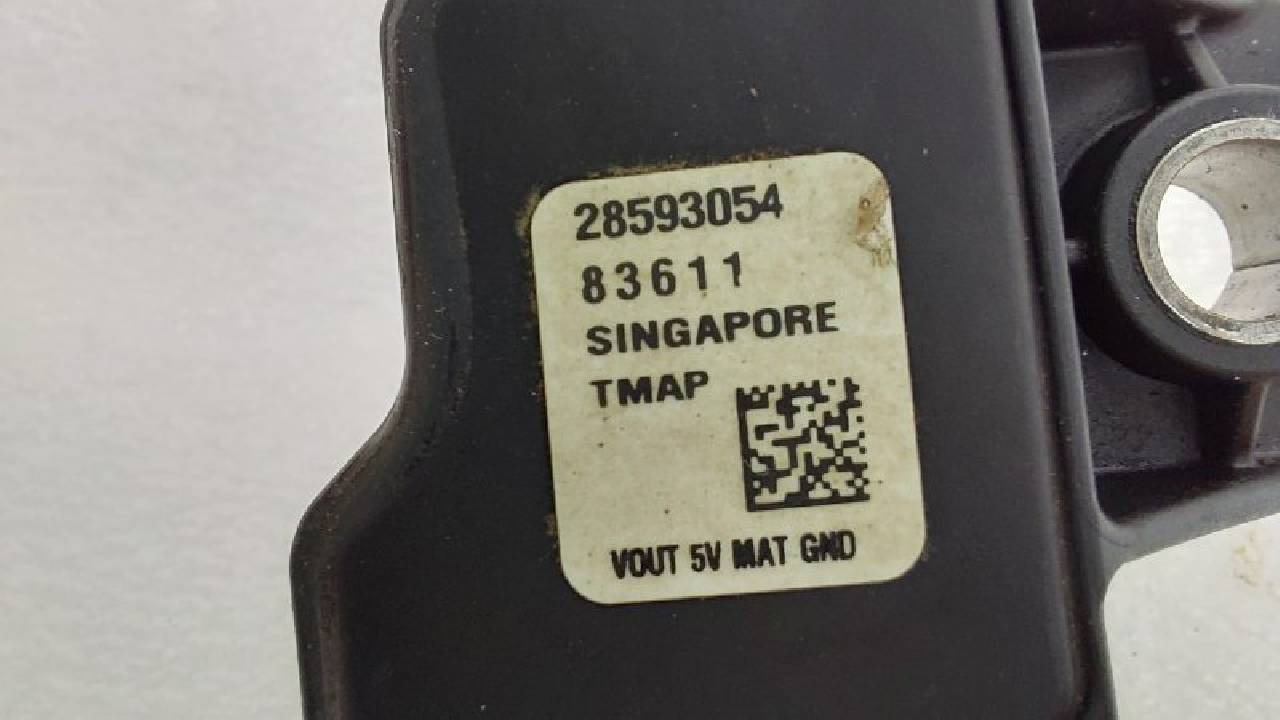 28593054
83611
SINGAPORE
TMAP
VOUT 5V MAT GND